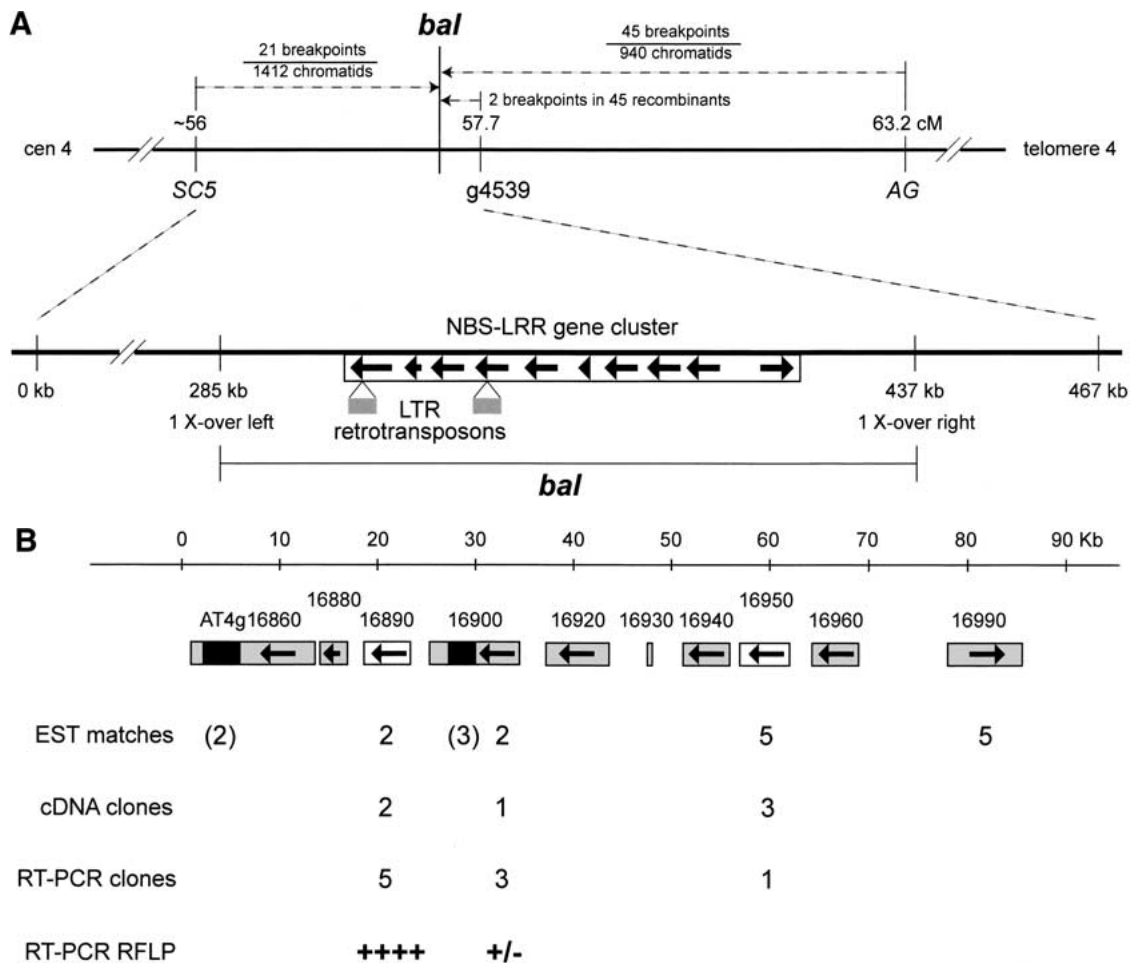 A
bal
21 breakpoints
1412 chromatids
45 breakpoints
940 chromatids
2 breakpoints in 45 recombinants
~56
57.7
63.2 cM
cen 4
telomere 4
SC5
g4539
AG
NBS-LRR gene cluster
0 kb
285 kb
437 kb
467 kb
1 X-over left
LTR
retrotransposons
1 X-over right
bal
B
0 10 20 30 40 50 60 70 80 90 Kb
16880 16950
AT4g16860 16890 16900 16920 16930 16940 16960 16990
EST matches (2) 2 (3) 2 5 5
cDNA clones 2 1 3
RT-PCR clones 5 3 1
RT-PCR RFLP ++++ +/-